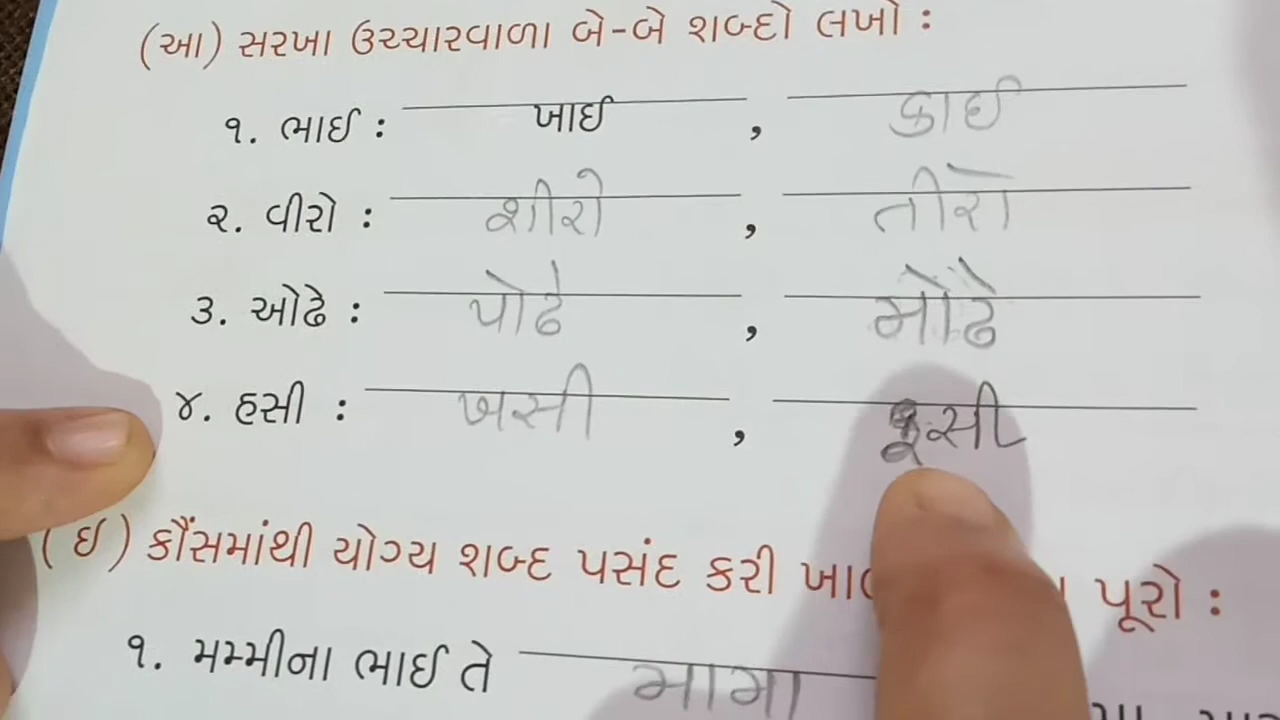 (આ) સરખા ઉચ્ચારવાળા બે-બે શબ્દો લખો :
૧. ભાઈ : ખાઈ , કાઈ
૨. વીરો : શીરો , તીરો
૩. ઓઢે : પોઢે , મોઢે
૪. હસી : ખસી ,
(ઈ) કૌંસમાંથી યોગ્ય શબ્દ પસંદ કરી પૂરો :
૧. મમ્મીના ભાઈ તે મામા